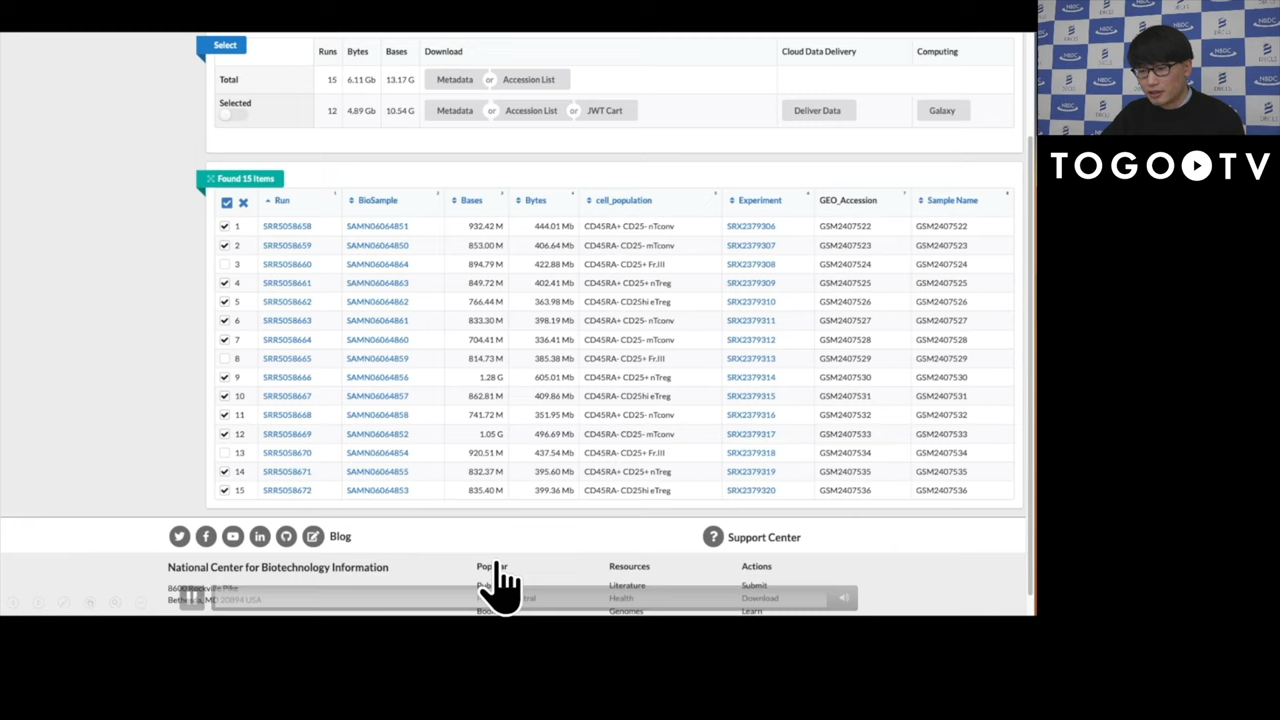 Select
Runs Bytes Bases Download Cloud Data Delivery Computing
Total 15 6.11 Gb 13.17 G Metadata or Accession List
Selected 12 4.89 Gb 10.54 G Metadata or Accession List or JWT Cart Deliver Data Galaxy
Found 15 Items
Run BioSample Bases Bytes cell_population Experiment GEO_Accession Sample Name
1 SRR5058658 SAMN06064851 932.42 M 444.01 Mb CD45RA+ CD25- nTconv SRX2379306 GSM2407522 GSM2407522
2 SRR5058659 SAMN06064850 853.00 M 406.64 Mb CD45RA- CD25- mTconv SRX2379307 GSM2407523 GSM2407523
3 SRR5058660 SAMN06064864 894.79 M 422.88 Mb CD45RA- CD25+ Fr.III SRX2379308 GSM2407524 GSM2407524
4 SRR5058661 SAMN06064863 849.72 M 402.41 Mb CD45RA+ CD25+ nTreg SRX2379309 GSM2407525 GSM2407525
5 SRR5058662 SAMN06064862 766.44 M 363.98 Mb CD45RA- CD25hi eTreg SRX2379310 GSM2407526 GSM2407526
6 SRR5058663 SAMN06064861 833.30 M 398.19 Mb CD45RA+ CD25- nTconv SRX2379311 GSM2407527 GSM2407527
7 SRR5058664 SAMN06064860 704.41 M 336.41 Mb CD45RA- CD25- mTconv SRX2379312 GSM2407528 GSM2407528
8 SRR5058665 SAMN06064859 814.73 M 385.38 Mb CD45RA- CD25+ Fr.III SRX2379313 GSM2407529 GSM2407529
9 SRR5058666 SAMN06064856 1.28 G 605.01 Mb CD45RA+ CD25+ nTreg SRX2379314 GSM2407530 GSM2407530
10 SRR5058667 SAMN06064857 862.81 M 409.86 Mb CD45RA- CD25hi eTreg SRX2379315 GSM2407531 GSM2407531
11 SRR5058668 SAMN06064858 741.72 M 351.95 Mb CD45RA+ CD25- nTconv SRX2379316 GSM2407532 GSM2407532
12 SRR5058669 SAMN06064852 1.05 G 496.69 Mb CD45RA- CD25- mTconv SRX2379317 GSM2407533 GSM2407533
13 SRR5058670 SAMN06064854 920.51 M 437.54 Mb CD45RA- CD25+ Fr.III SRX2379318 GSM2407534 GSM2407534
14 SRR5058671 SAMN06064855 832.37 M 395.60 Mb CD45RA+ CD25+ nTreg SRX2379319 GSM2407535 GSM2407535
15 SRR5058672 SAMN06064853 835.40 M 399.36 Mb CD45RA- CD25hi eTreg SRX2379320 GSM2407536 GSM2407536
Blog Support Center
National Center for Biotechnology Information Resources Actions
8600 Rockville Pike Literature Submit
Bethesda, MD 20894 USA Health Download
Genomes Learn
NBDC
DBCLS
TOGO TV